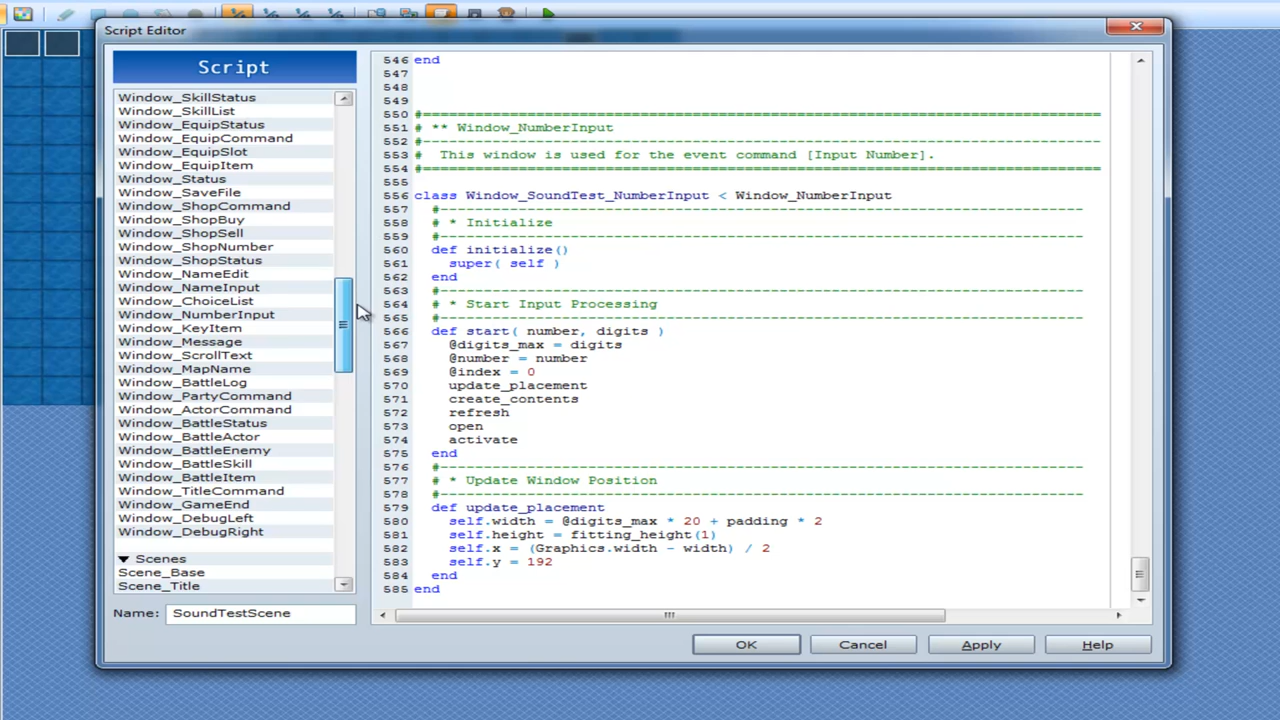 Script Editor
Script
Window_SkillStatus
Window_SkillList
Window_EquipStatus
Window_EquipCommand
Window_EquipSlot
Window_EquipItem
Window_Status
Window_SaveFile
Window_ShopCommand
Window_ShopBuy
Window_ShopSell
Window_ShopNumber
Window_ShopStatus
Window_NameEdit
Window_NameInput
Window_ChoiceList
Window_NumberInput
Window_KeyItem
Window_Message
Window_ScrollText
Window_MapName
Window_BattleLog
Window_PartyCommand
Window_ActorCommand
Window_BattleStatus
Window_BattleActor
Window_BattleEnemy
Window_BattleSkill
Window_BattleItem
Window_TitleCommand
Window_GameEnd
Window_DebugLeft
Window_DebugRight
▼ Scenes
Scene_Base
Scene_Title
Name: SoundTestScene
546 end
547
548
549
550 #==============================================================================
551 # ** Window_NumberInput
552 #------------------------------------------------------------------------------
553 #  This window is used for the event command [Input Number].
554 #==============================================================================
555
556 class Window_SoundTest_NumberInput < Window_NumberInput
557   #--------------------------------------------------------------------------
558   # * Initialize
559   #--------------------------------------------------------------------------
560   def initialize()
561     super( self )
562   end
563   #--------------------------------------------------------------------------
564   # * Start Input Processing
565   #--------------------------------------------------------------------------
566   def start( number, digits )
567     @digits_max = digits
568     @number = number
569     @index = 0
570     update_placement
571     create_contents
572     refresh
573     open
574     activate
575   end
576   #--------------------------------------------------------------------------
577   # * Update Window Position
578   #--------------------------------------------------------------------------
579   def update_placement
580     self.width = @digits_max * 20 + padding * 2
581     self.height = fitting_height(1)
582     self.x = (Graphics.width - width) / 2
583     self.y = 192
584   end
585 end
OK
Cancel
Apply
Help